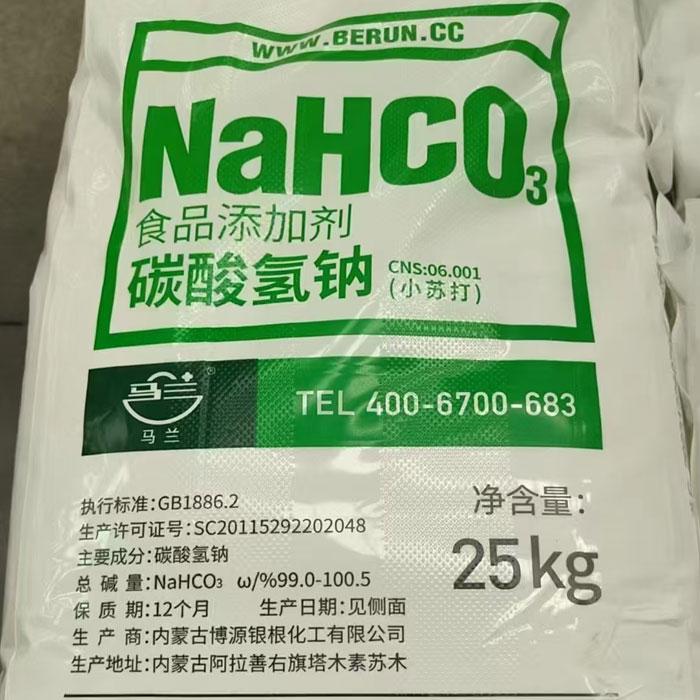 WWW.BERUN.CC
NaHCO₃
食品添加剂
碳酸氢钠 CNS:06.001
(小苏打)
马兰®
马兰
TEL 400-6700-683
净含量:
25kg
执行标准:GB1886.2
生产许可证号:SC20115292202048
主要成分:碳酸氢钠
总碱量:NaHCO₃ ω/%99.0-100.5
保质期:12个月 生产日期:见侧面
生产商:内蒙古博源银根化工有限公司
生产地址:内蒙古阿拉善右旗塔木素苏木